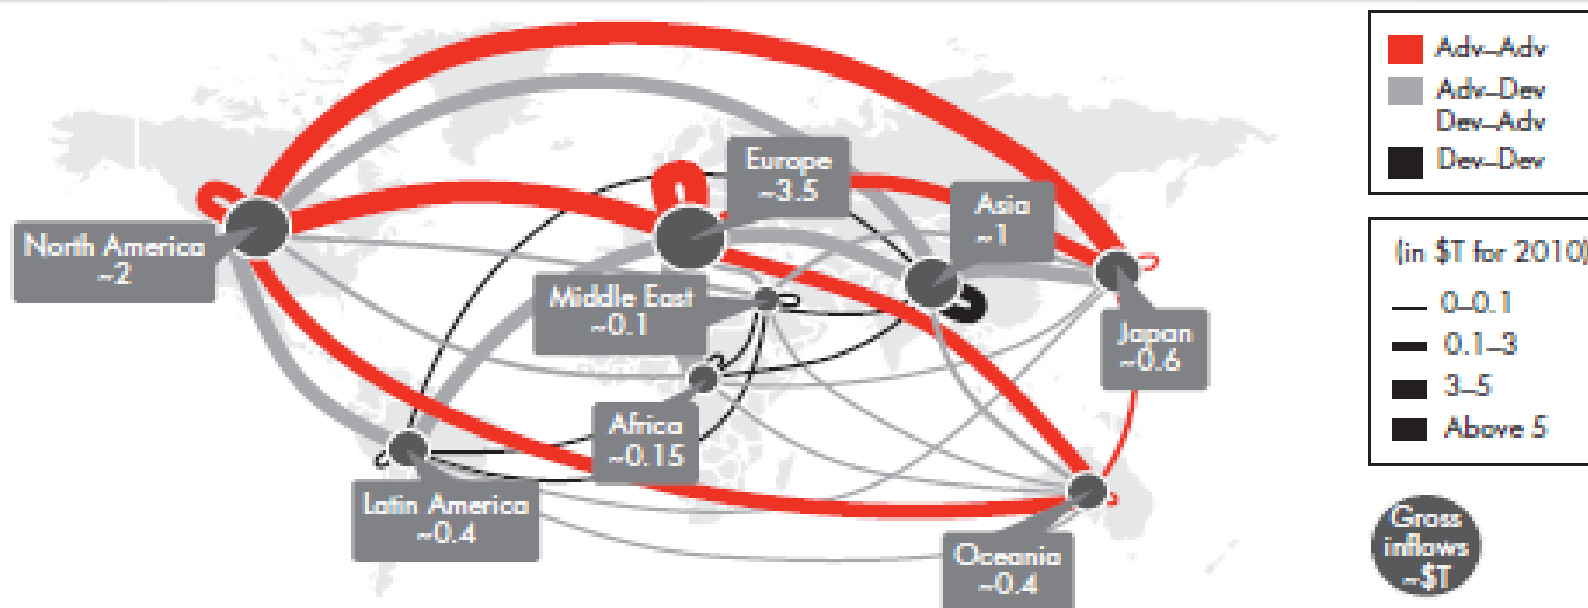 North America
~2
Europe
~3.5
Asia
~1
Middle East
~0.1
Japan
~0.6
Africa
~0.15
Latin America
~0.4
Oceania
~0.4
Adv–Adv
Adv–Dev
Dev–Adv
Dev–Dev
(in $T for 2010)
0–0.1
0.1–3
3–5
Above 5
Gross
inflows
~$T